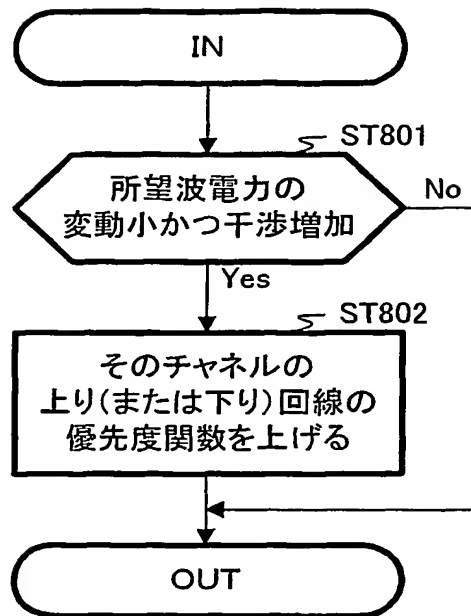 IN
ST801
所望波電力の
変動小かつ干渉増加
No
Yes
ST802
そのチャネルの
上り(または下り)回線の
優先度関数を上げる
OUT